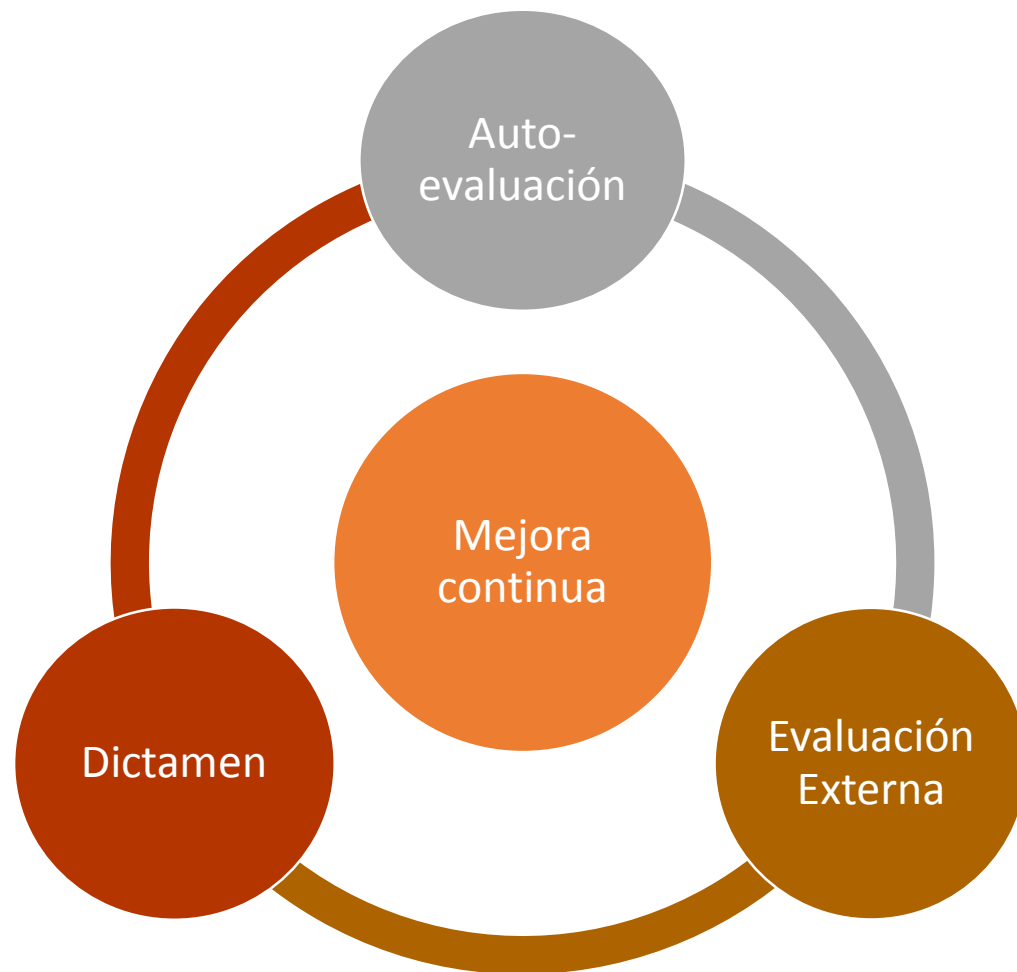 Auto-
evaluación
Mejora
continua
Dictamen
Evaluación
Externa